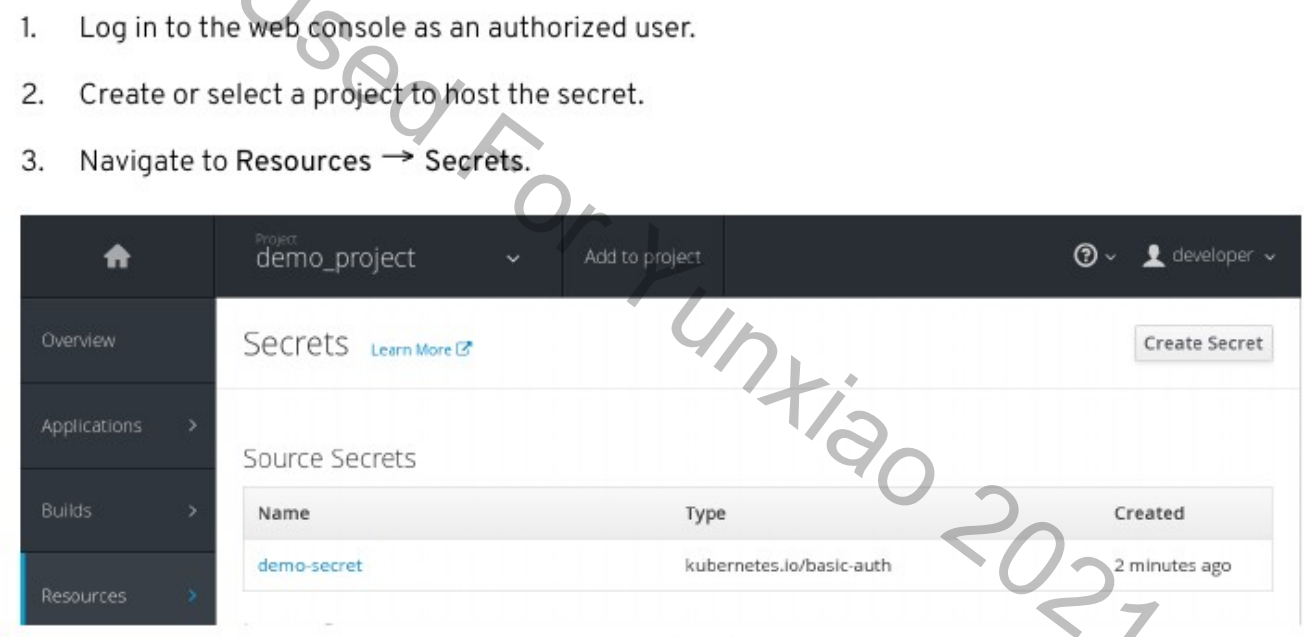 1. Log in to the web console as an authorized user.
2. Create or select a project to host the secret.
3. Navigate to Resources → Secrets.
Project
demo_project
Add to project
developer
Overview
Secrets Learn More
Create Secret
Applications
Source Secrets
Builds
Name Type Created
demo-secret kubernetes.io/basic-auth 2 minutes ago
Resources
Used For Yunxiao 2021